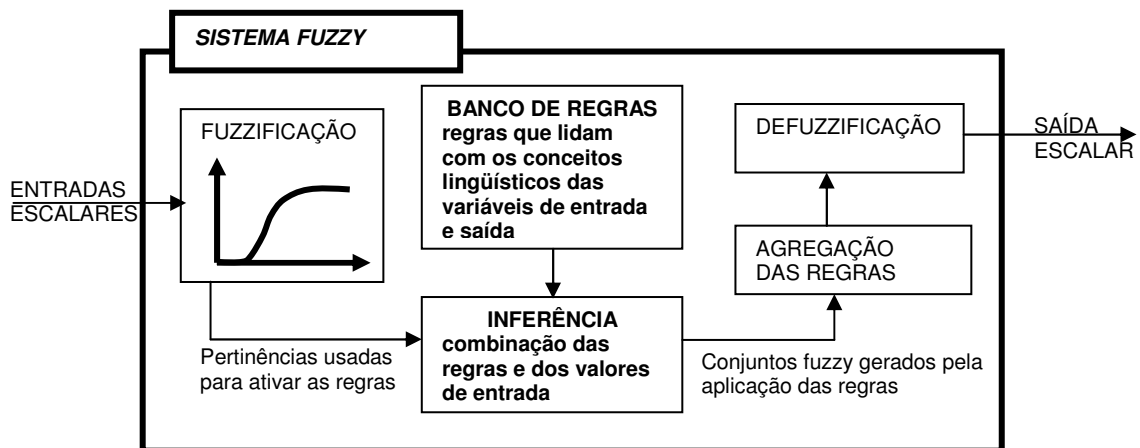 SISTEMA FUZZY
ENTRADAS
ESCALARES
FUZZIFICAÇÃO
Pertinências usadas
para ativar as regras
BANCO DE REGRAS
regras que lidam
com os conceitos
lingüísticos das
variáveis de entrada
e saída
INFERÊNCIA
combinação das
regras e dos valores
de entrada
Conjuntos fuzzy gerados pela
aplicação das regras
AGREGAÇÃO
DAS REGRAS
DEFUZZIFICAÇÃO
SAÍDA
ESCALAR